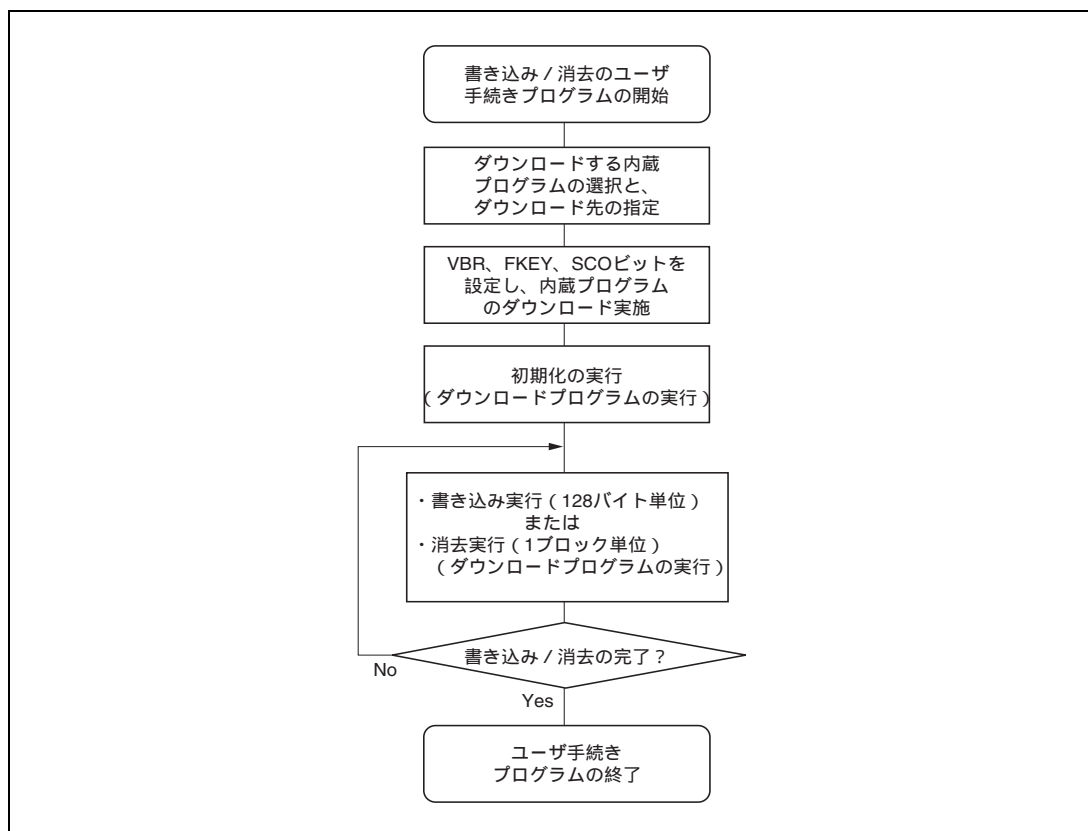 書き込み / 消去のユーザ
手続きプログラムの開始
ダウンロードする内蔵
プログラムの選択と、
ダウンロード先の指定
VBR、FKEY、SCOビットを
設定し、内蔵プログラム
のダウンロード実施
初期化の実行
(ダウンロードプログラムの実行)
・書き込み実行(128バイト単位)
または
・消去実行(1ブロック単位)
(ダウンロードプログラムの実行)
書き込み / 消去の完了?
No
Yes
ユーザ手続き
プログラムの終了